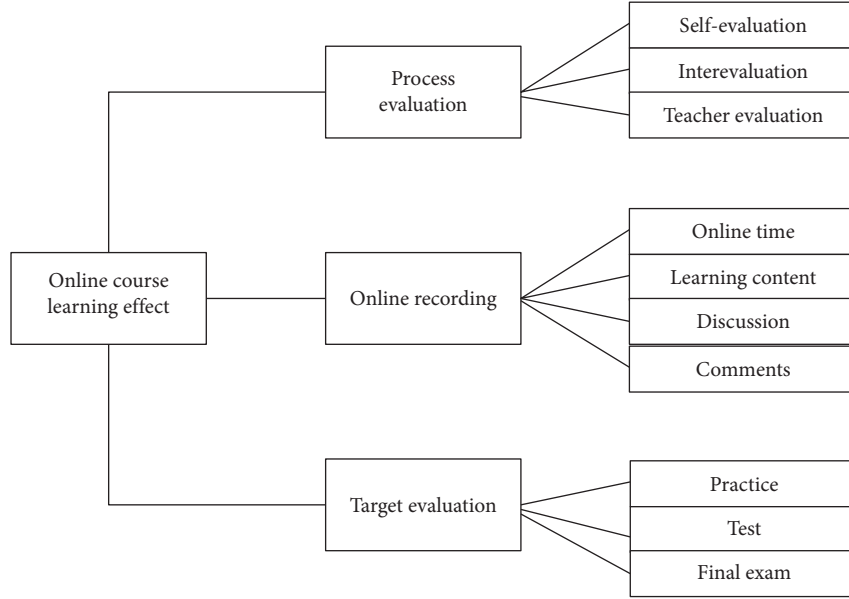 Self-evaluation
Process
evaluation
Interevaluation
Teacher evaluation
Online time
Online course
learning effect
Online recording
Learning content
Discussion
Comments
Target evaluation
Practice
Test
Final exam